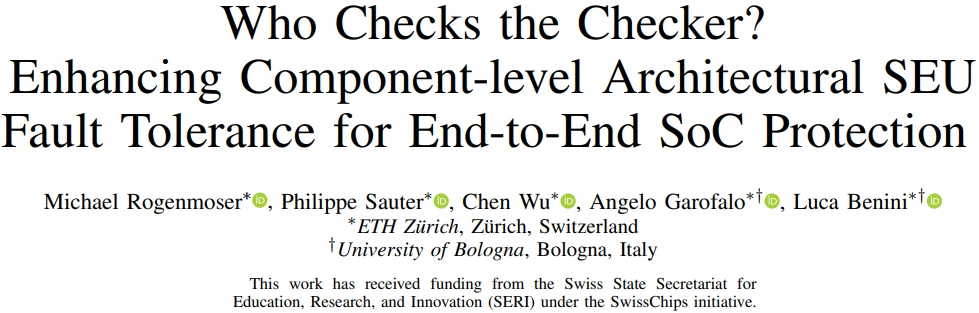 Who Checks the Checker?
Enhancing Component-level Architectural SEU
Fault Tolerance for End-to-End SoC Protection
Michael Rogenmoser*, Philippe Sauter*, Chen Wu*, Angelo Garofalo*†, Luca Benini*†
*ETH Zürich, Zürich, Switzerland
†University of Bologna, Bologna, Italy
This work has received funding from the Swiss State Secretariat for
Education, Research, and Innovation (SERI) under the SwissChips initiative.